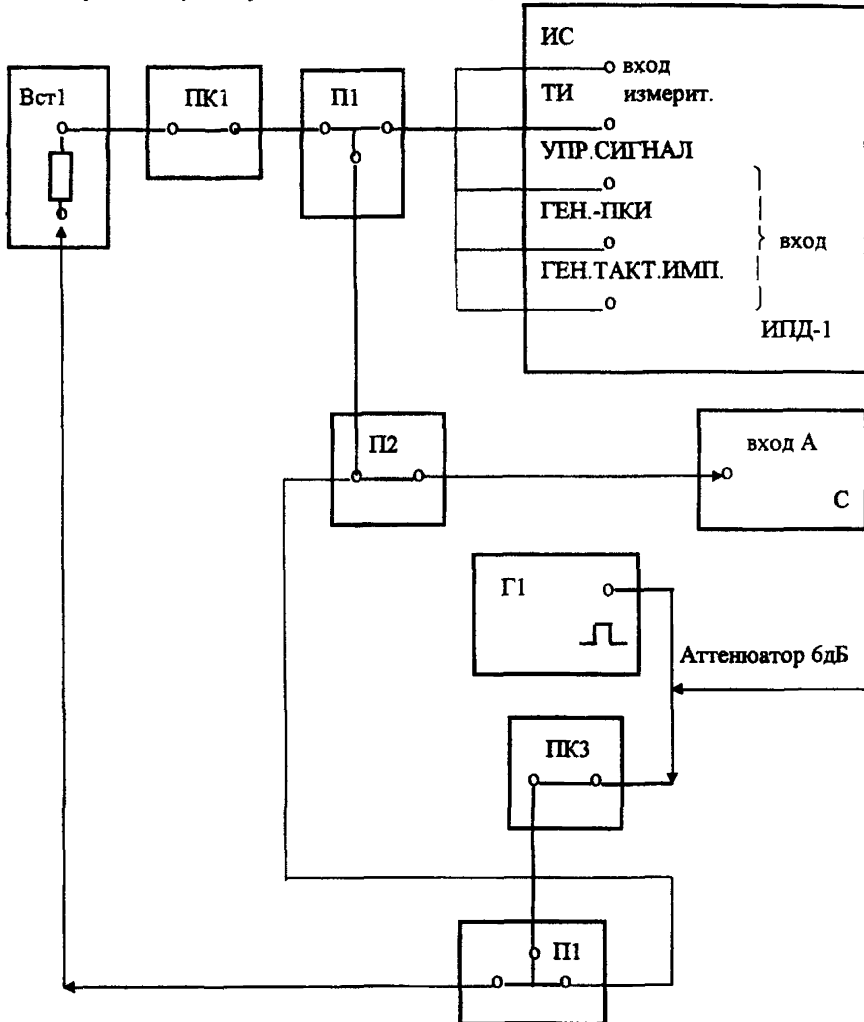 ИС
вход
Вст1
ПК1
П1
ТИ
измерит.
УПР.СИГНАЛ
ГЕН.-ПКИ
вход
ГЕН.ТАКТ.ИМП.
ИПД-1
П2
вход А
С
Г1
Аттенюатор 6дБ
ПК3
П1